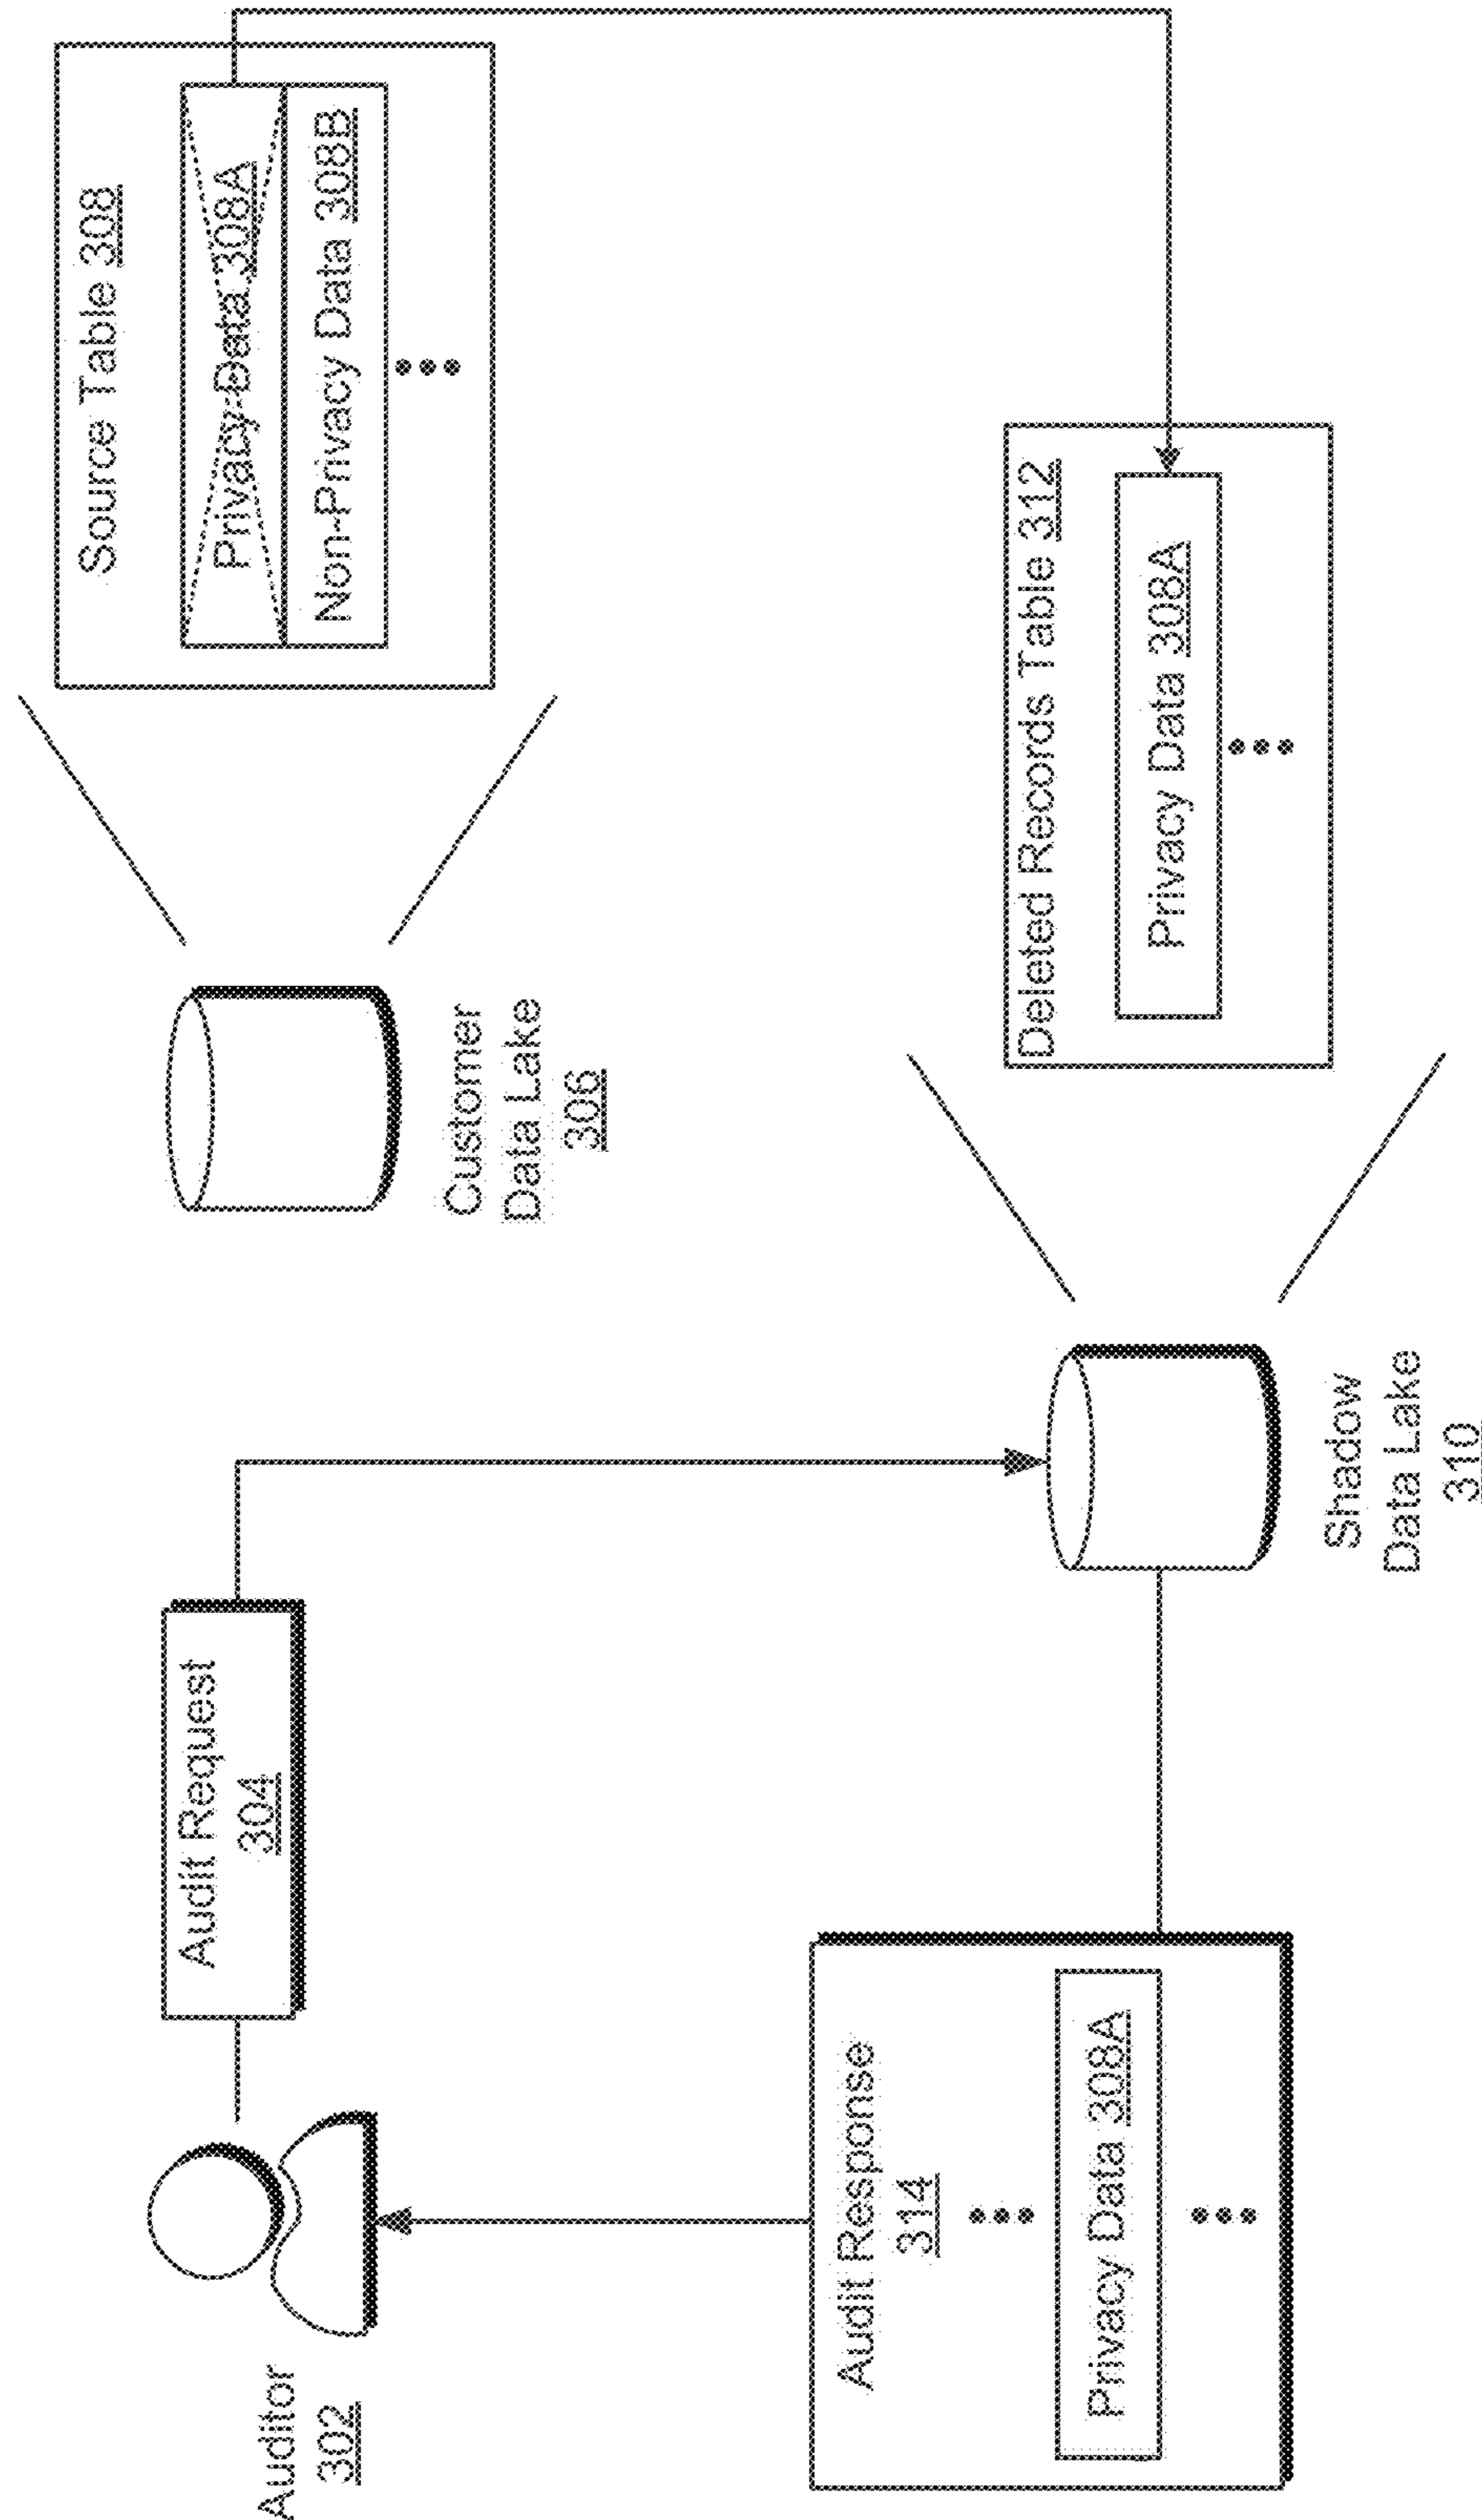 Auditor
302
Audit Request
304
Customer
Data Lake
306
Source Table 308
Privacy Data 308A
Non-Privacy Data 308B
Audit Response
314
Privacy Data 308A
Shadow
Data Lake
310
Deleted Records Table 312
Privacy Data 308A